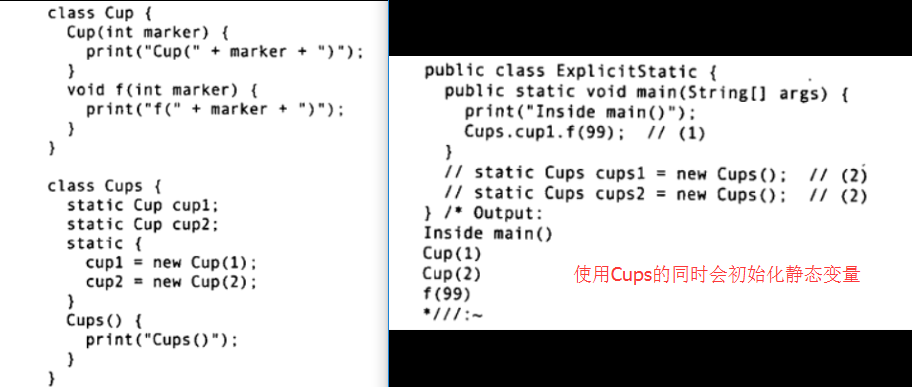 class Cup {
Cup(int marker) {
print("Cup(" + marker + ")");
}
void f(int marker) {
print("f(" + marker + ")");
}
}
class Cups {
static Cup cup1;
static Cup cup2;
static {
cup1 = new Cup(1);
cup2 = new Cup(2);
}
Cups() {
print("Cups()");
}
}
public class ExplicitStatic {
public static void main(String[] args) {
print("Inside main()");
Cups.cup1.f(99); // (1)
}
// static Cups cups1 = new Cups(); // (2)
// static Cups cups2 = new Cups(); // (2)
} /* Output:
Inside main()
Cup(1)
Cup(2)
f(99)
*///:~
使用Cups的同时会初始化静态变量